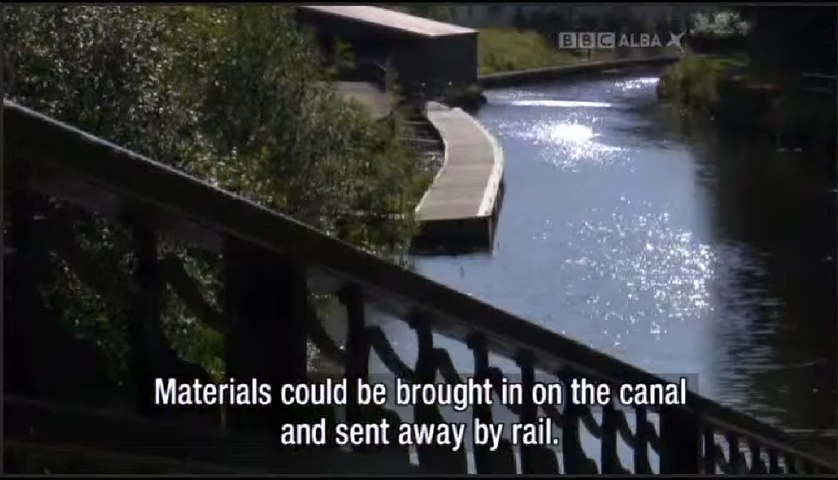 BBC ALBA
Materials could be brought in on the canal
and sent away by rail.